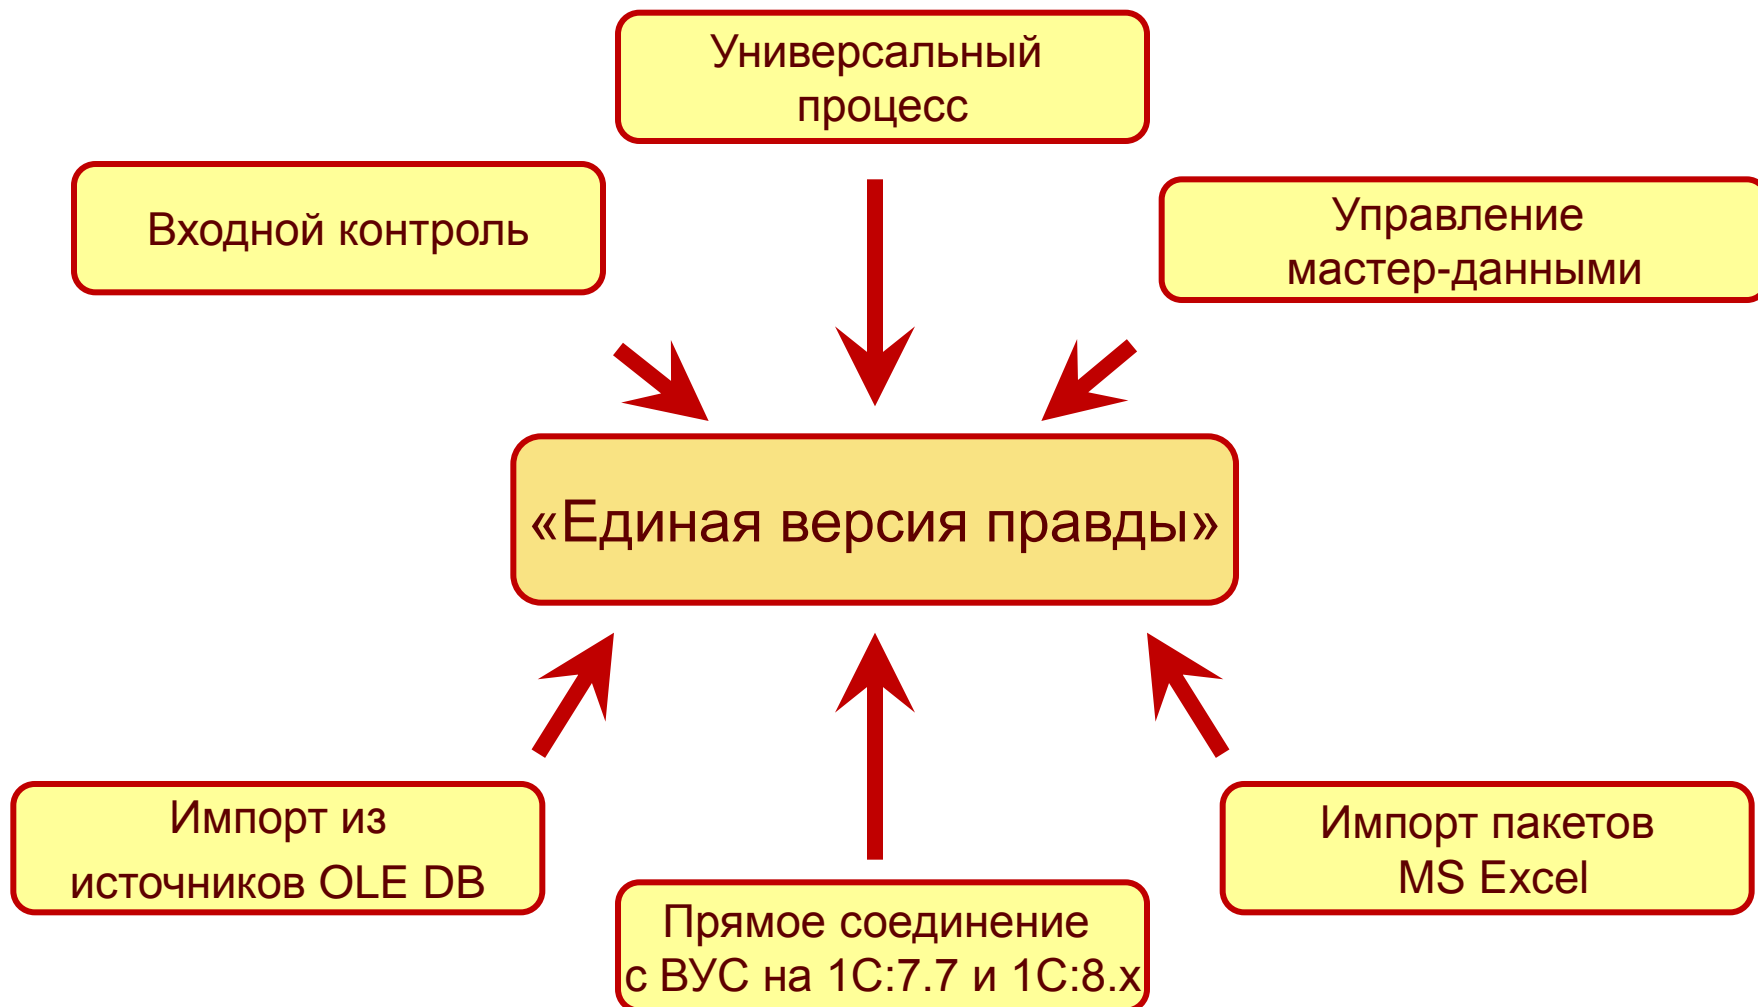 Универсальный
процесс
Входной контроль
Управление
мастер-данными
«Единая версия правды»
Импорт из
источников OLE DB
Прямое соединение
с ВУС на 1С:7.7 и 1С:8.х
Импорт пакетов
MS Excel